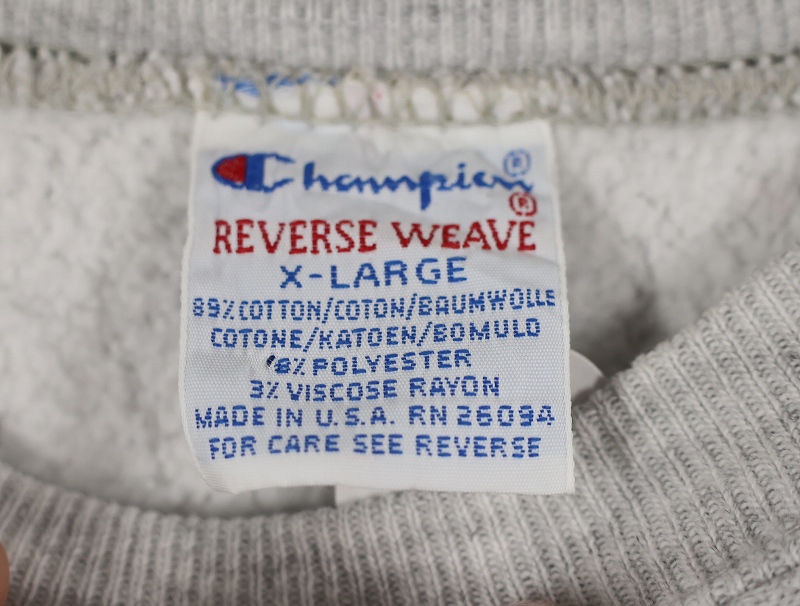 Champion®
®
REVERSE WEAVE
X-LARGE
89% COTTON/COTON/BAUMWOLLE
COTONE/KATOEN/BOMULD
8% POLYESTER
3% VISCOSE RAYON
MADE IN U.S.A. RN 26094
FOR CARE SEE REVERSE